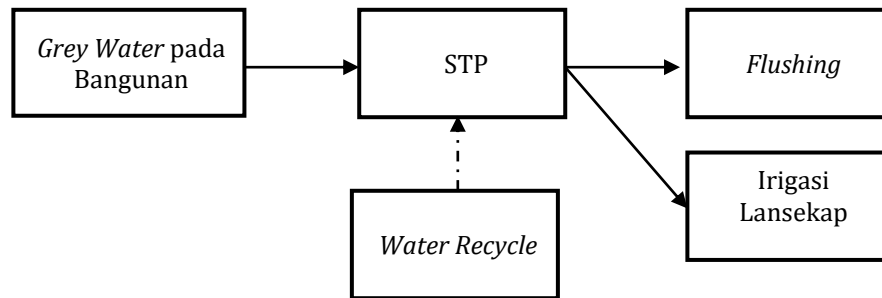 Grey Water pada
Bangunan
STP
Flushing
Irigasi
Lansekap
Water Recycle